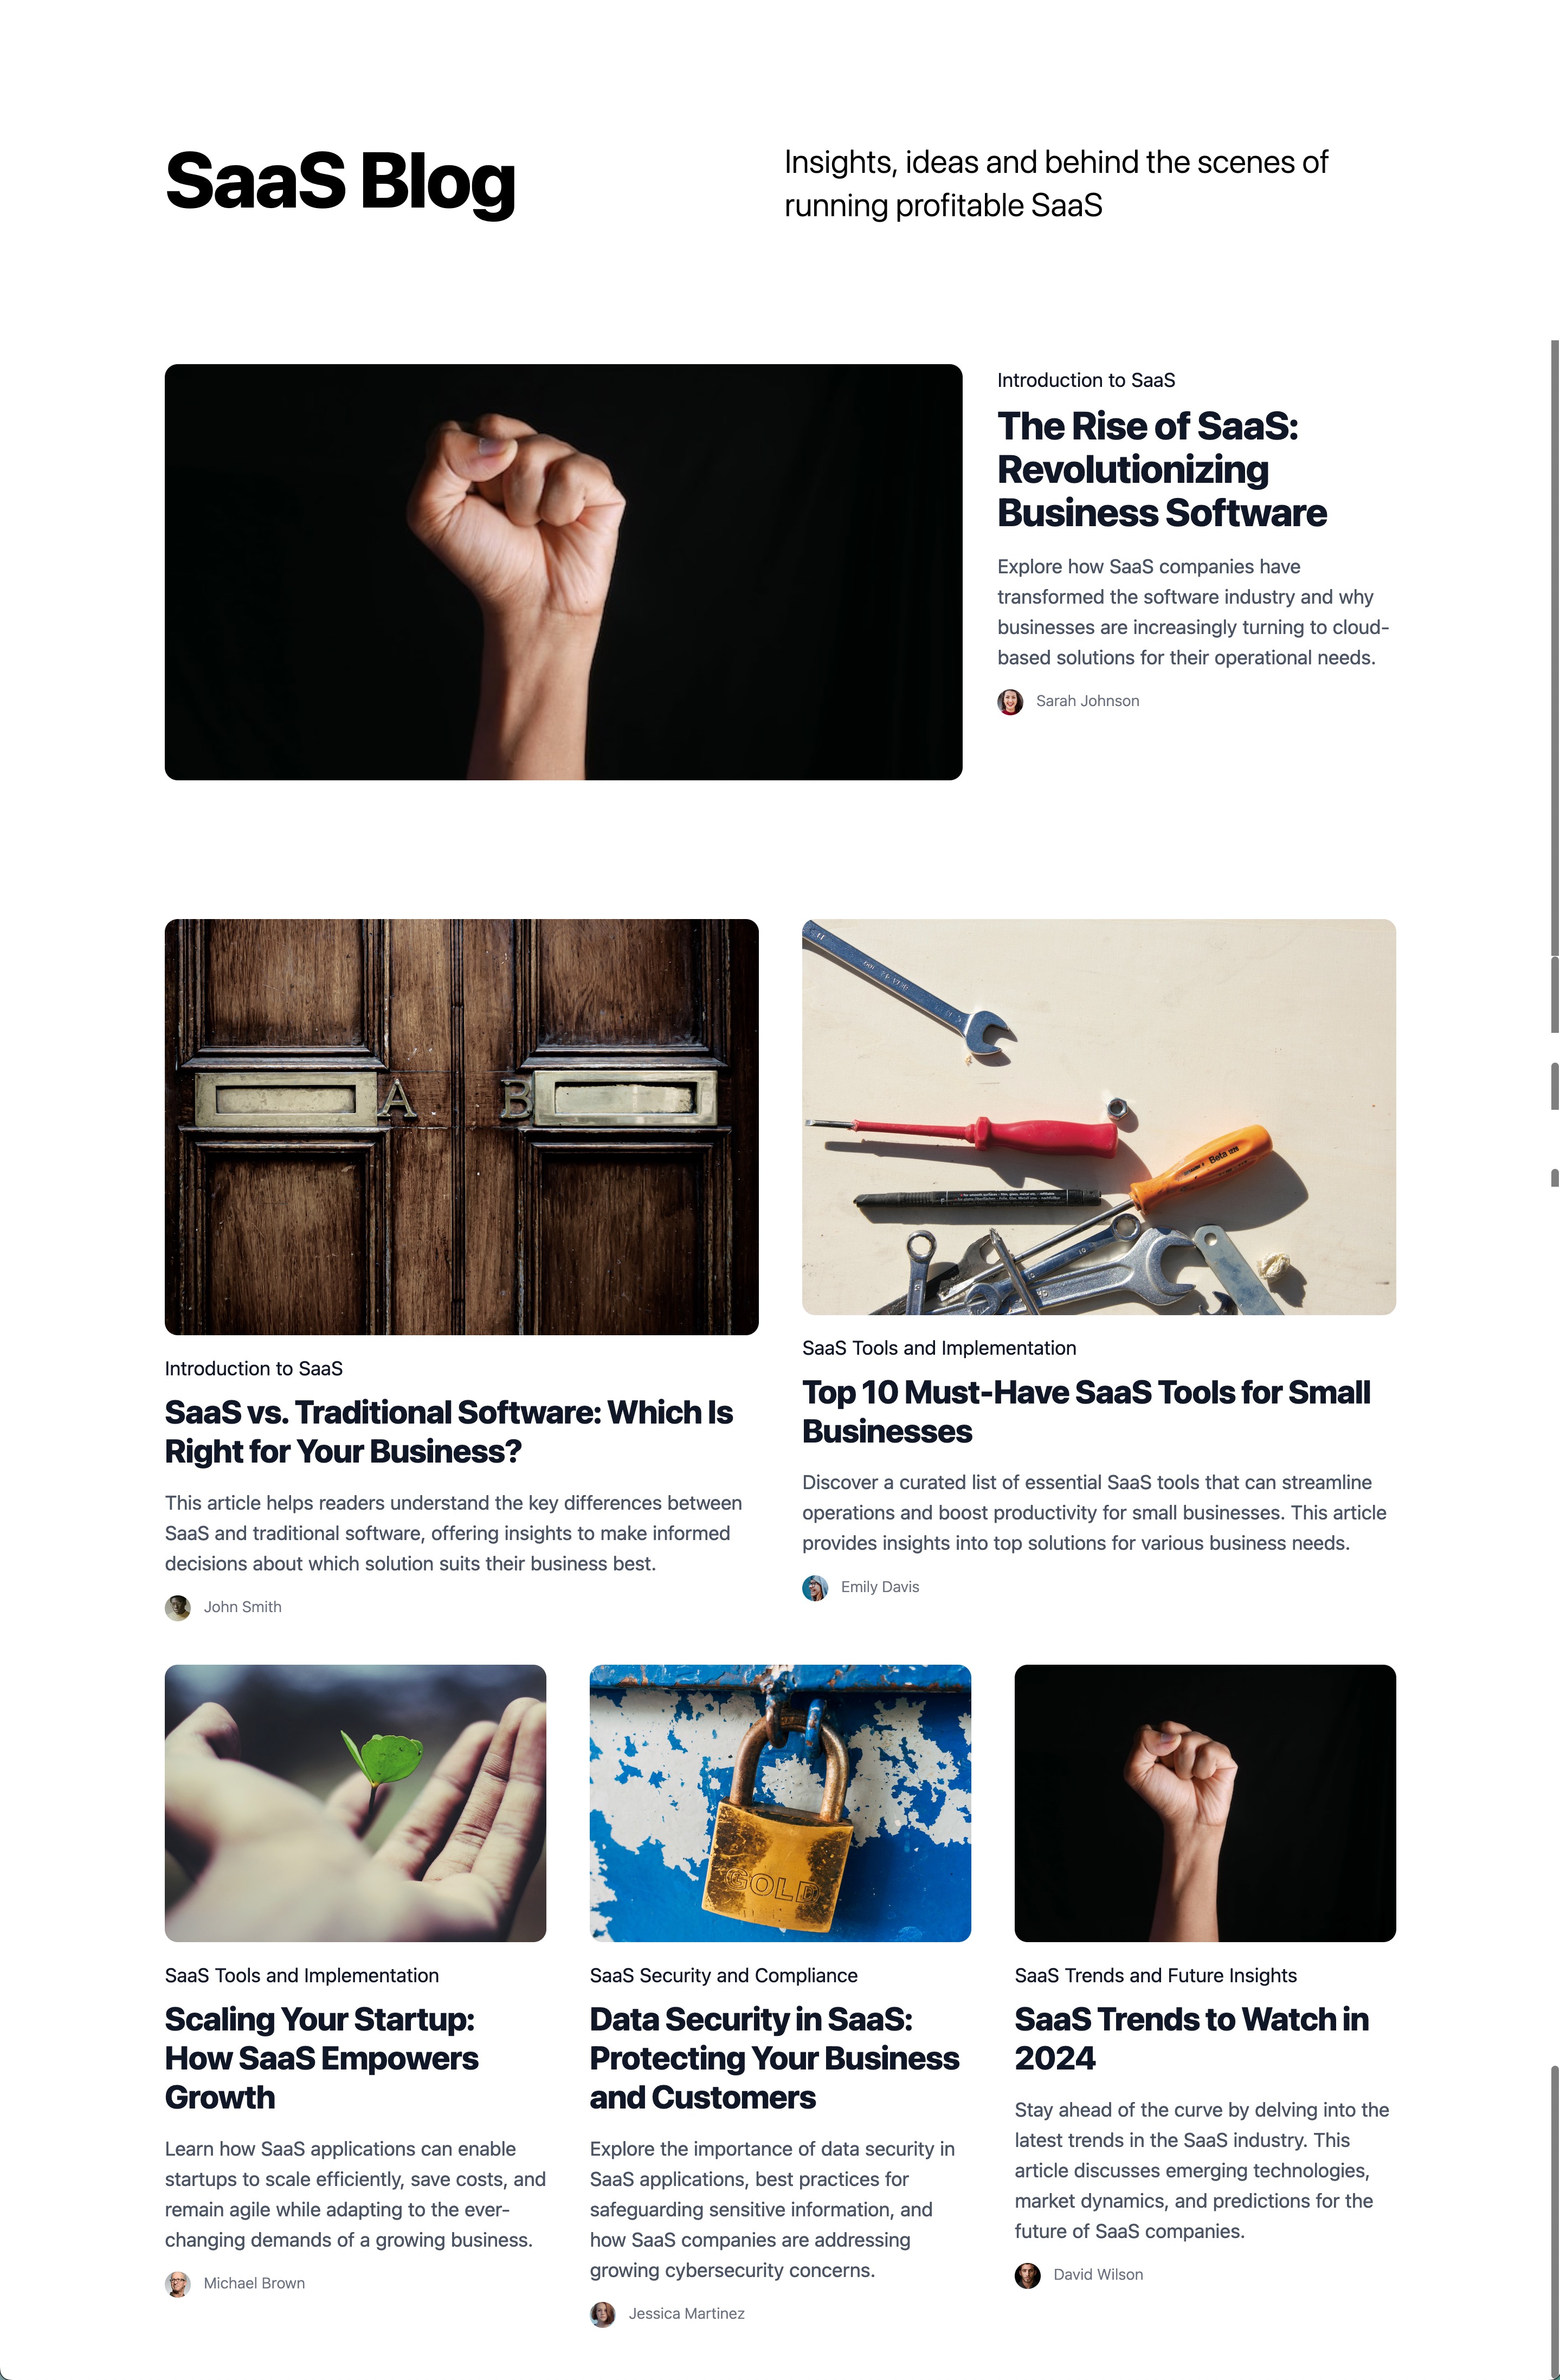 SaaS Blog
Insights, ideas and behind the scenes of
running profitable SaaS
Introduction to SaaS
The Rise of SaaS:
Revolutionizing
Business Software
Explore how SaaS companies have
transformed the software industry and why
businesses are increasingly turning to cloud-
based solutions for their operational needs.
Sarah Johnson
A B
Introduction to SaaS
SaaS vs. Traditional Software: Which Is
Right for Your Business?
This article helps readers understand the key differences between
SaaS and traditional software, offering insights to make informed
decisions about which solution suits their business best.
John Smith
Beta
SaaS Tools and Implementation
Top 10 Must-Have SaaS Tools for Small
Businesses
Discover a curated list of essential SaaS tools that can streamline
operations and boost productivity for small businesses. This article
provides insights into top solutions for various business needs.
Emily Davis
SaaS Tools and Implementation
Scaling Your Startup:
How SaaS Empowers
Growth
Learn how SaaS applications can enable
startups to scale efficiently, save costs, and
remain agile while adapting to the ever-
changing demands of a growing business.
Michael Brown
GOLD
SaaS Security and Compliance
Data Security in SaaS:
Protecting Your Business
and Customers
Explore the importance of data security in
SaaS applications, best practices for
safeguarding sensitive information, and
how SaaS companies are addressing
growing cybersecurity concerns.
Jessica Martinez
SaaS Trends and Future Insights
SaaS Trends to Watch in
2024
Stay ahead of the curve by delving into the
latest trends in the SaaS industry. This
article discusses emerging technologies,
market dynamics, and predictions for the
future of SaaS companies.
David Wilson